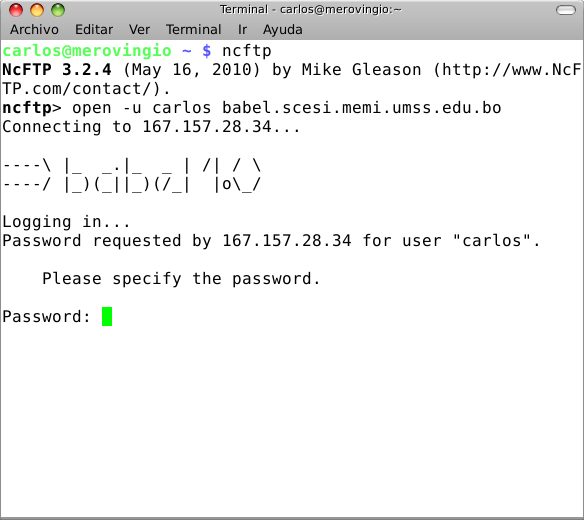 Terminal - carlos@merovingio:~
Archivo Editar Ver Terminal Ir Ayuda
carlos@merovingio ~ $ ncftp
NcFTP 3.2.4 (May 16, 2010) by Mike Gleason (http://www.NcF
TP.com/contact/).
ncftp> open -u carlos babel.scesi.memi.umss.edu.bo
Connecting to 167.157.28.34...
----\ |_  _.|_  _ | /| / \
----/ |_)(_||_)(/_|  |o\_/
Logging in...
Password requested by 167.157.28.34 for user "carlos".
Please specify the password.
Password: